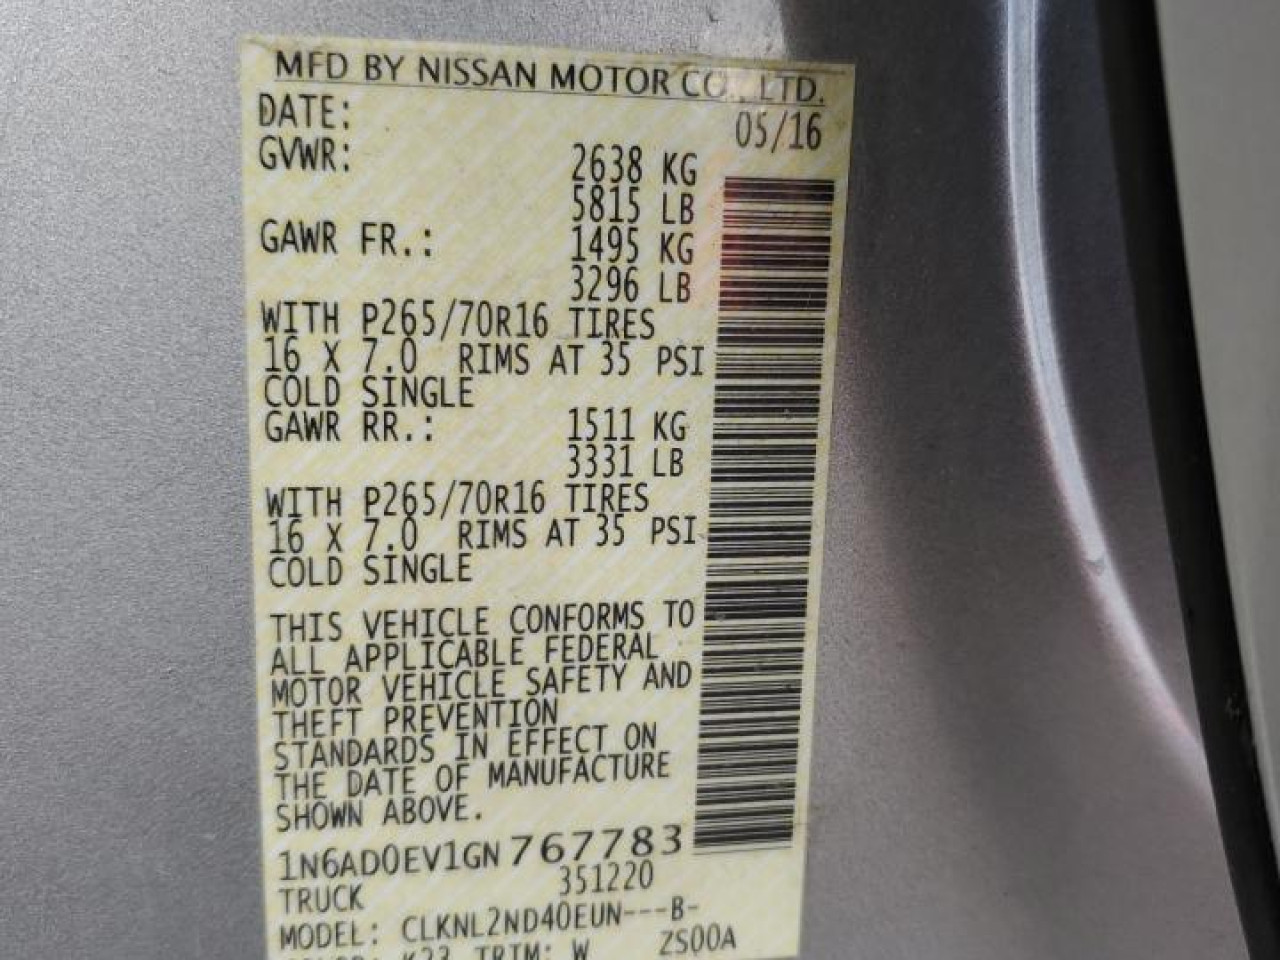 MFD BY NISSAN MOTOR CO., LTD.
DATE: 05/16
GVWR: 2638 KG
5815 LB
GAWR FR.: 1495 KG
3296 LB
WITH P265/70R16 TIRES
16 X 7.0 RIMS AT 35 PSI
COLD SINGLE
GAWR RR.: 1511 KG
3331 LB
WITH P265/70R16 TIRES
16 X 7.0 RIMS AT 35 PSI
COLD SINGLE
THIS VEHICLE CONFORMS TO
ALL APPLICABLE FEDERAL
MOTOR VEHICLE SAFETY AND
THEFT PREVENTION
STANDARDS IN EFFECT ON
THE DATE OF MANUFACTURE
SHOWN ABOVE.
1N6AD0EV1GN767783
TRUCK 351220
MODEL: CLKNL2ND40EUN---B-
K23 TRIM: W ZS00A